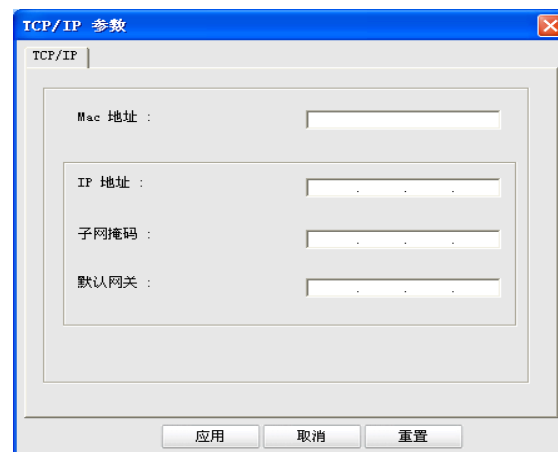 TCP/IP 参数
TCP/IP
Mac 地址 :
IP 地址 :
. . .
子网掩码 :
. . .
默认网关 :
. . .
应用 取消 重置